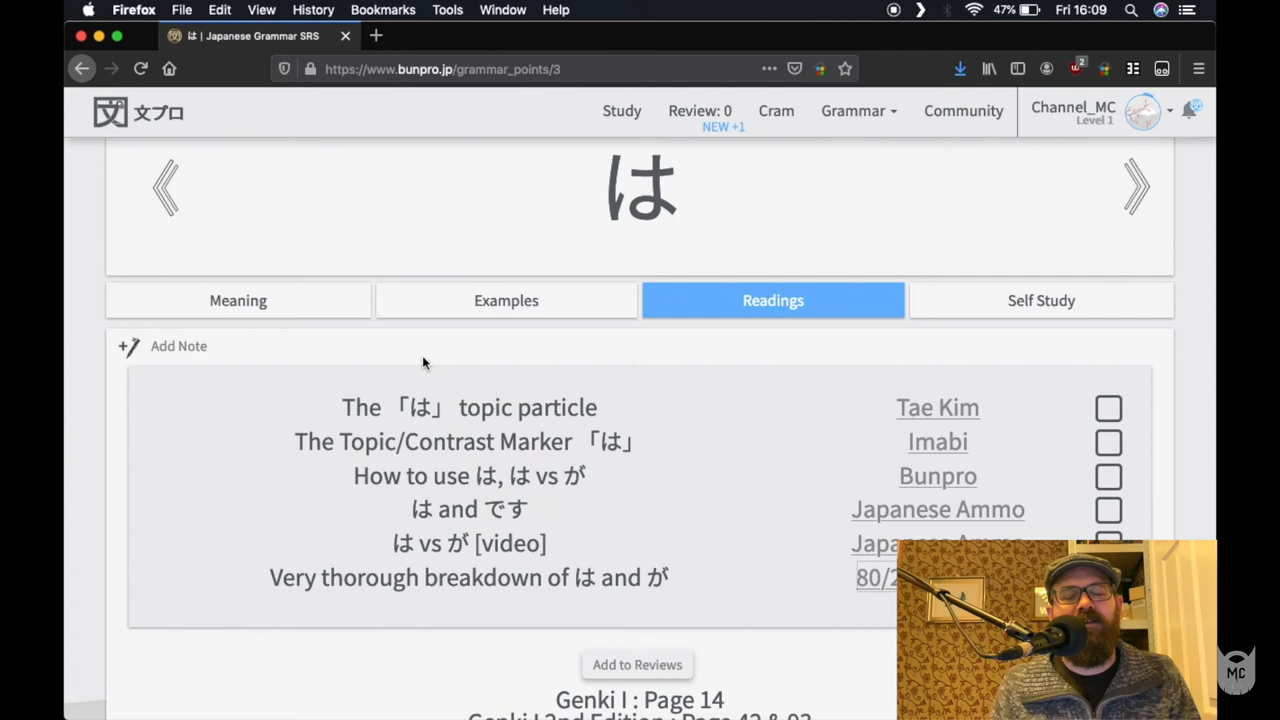 Firefox File Edit View History Bookmarks Tools Window Help 47% Fri 16:09
は | Japanese Grammar SRS
https://www.bunpro.jp/grammar_points/3 2
文プロ Study Review: 0 Cram Grammar Community Channel_MC
NEW +1 Level 1
は
Meaning Examples Readings Self Study
Add Note
The 「は」 topic particle Tae Kim
The Topic/Contrast Marker 「は」 Imabi
How to use は, は vs が Bunpro
は and です Japanese Ammo
は vs が [video]
Very thorough breakdown of は and が 80/2
Add to Reviews
Genki I : Page 14
MC